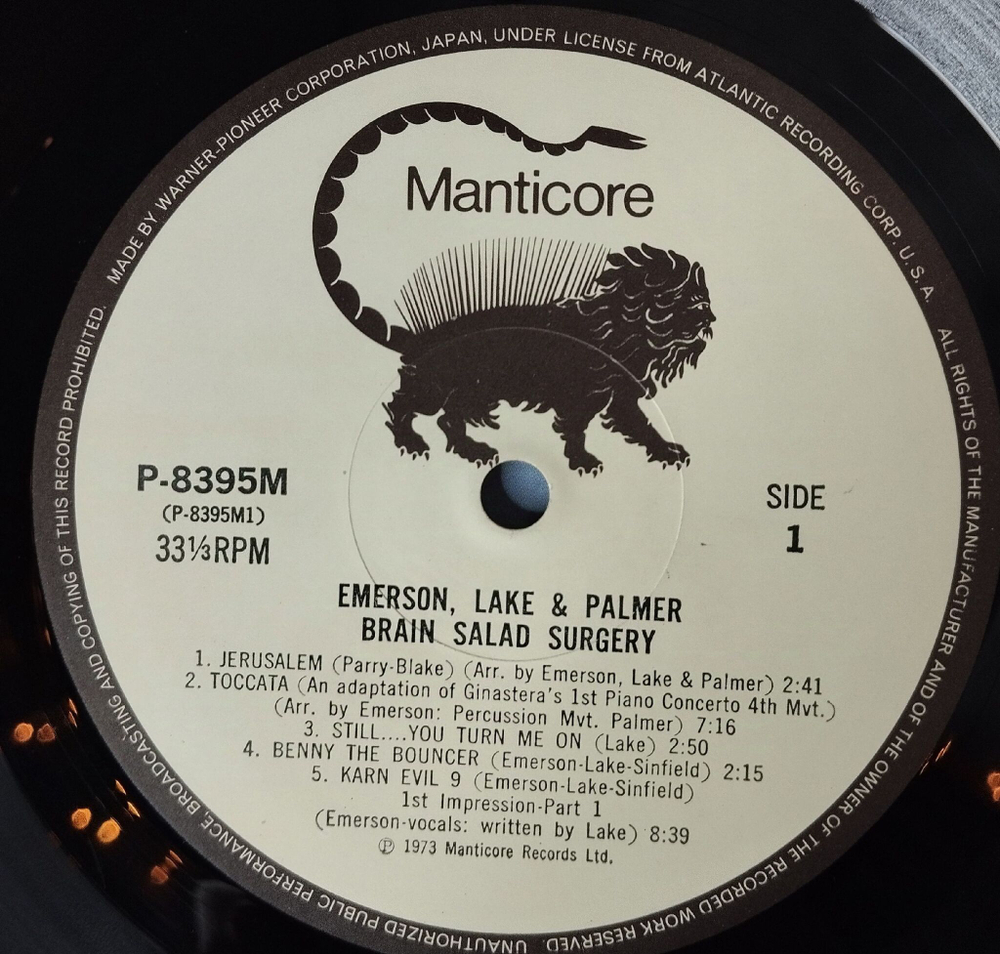 MADE BY WARNER-PIONEER CORPORATION, JAPAN, UNDER LICENSE FROM ATLANTIC RECORDING CORP. U.S.A.
ALL RIGHTS OF THE MANUFACTURER AND OF THE OWNER OF THE RECORDED WORK RESERVED.
UNAUTHORIZED PUBLIC PERFORMANCE, BROADCASTING AND COPYING OF THIS RECORD PROHIBITED.
Manticore
P-8395M
(P-8395M1)
33⅓RPM
SIDE
1
EMERSON, LAKE & PALMER
BRAIN SALAD SURGERY
1. JERUSALEM (Parry-Blake) (Arr. by Emerson, Lake & Palmer) 2:41
2. TOCCATA (An adaptation of Ginastera's 1st Piano Concerto 4th Mvt.)
(Arr. by Emerson: Percussion Mvt. Palmer) 7:16
3. STILL....YOU TURN ME ON (Lake) 2:50
4. BENNY THE BOUNCER (Emerson-Lake-Sinfield) 2:15
5. KARN EVIL 9 (Emerson-Lake-Sinfield)
1st Impression-Part 1
(Emerson-vocals: written by Lake) 8:39
℗ 1973 Manticore Records Ltd.